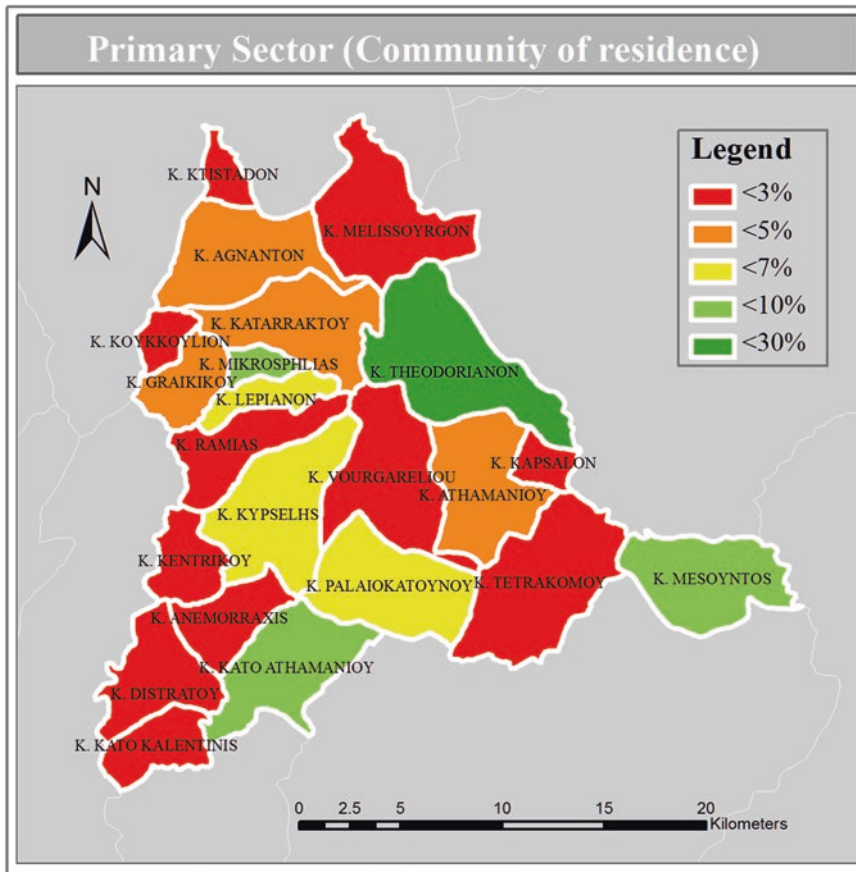 Primary Sector (Community of residence)
Legend
<3%
<5%
<7%
<10%
<30%
N
K. KTISTADON
K. MELISSOYRGON
K. AGNANTON
K. KATARRAKTOY
K. KOYKKOYLION
K. MIKROSPHLIAS
K. THEODORIANON
K. GRAIKIKOY
K. LEPIANON
K. RAMIAS
K. KAPSALON
K. VOURGARELIOU
K. ATHAMANIOY
K. KYPSELHS
K. KENTRIKOY
K. PALAIOKATOYNOY
K. TETRAKOMOY
K. MESOYNTOS
K. ANEMORRAXIS
K. KATO ATHAMANIOY
K. DISTRATOY
K. KATO KALENTINIS
0 2.5 5 10 15 20
Kilometers